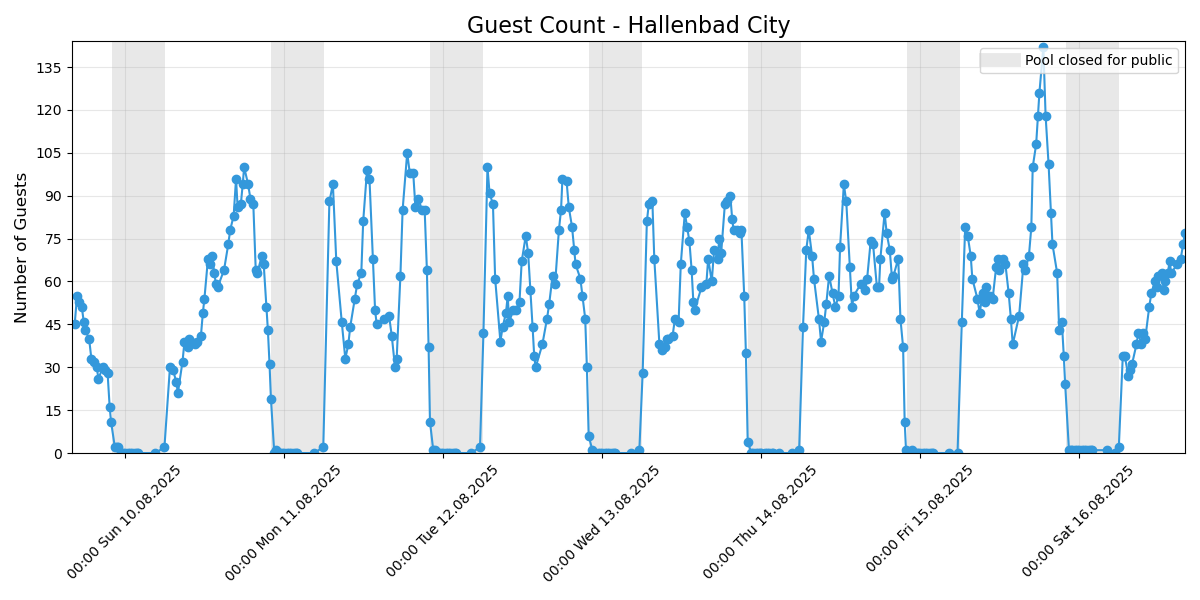 Guest Count - Hallenbad City
Pool closed for public
Number of Guests
135
120
105
90
75
60
45
30
15
0
00:00 Sun 10.08.2025
00:00 Mon 11.08.2025
00:00 Tue 12.08.2025
00:00 Wed 13.08.2025
00:00 Thu 14.08.2025
00:00 Fri 15.08.2025
00:00 Sat 16.08.2025